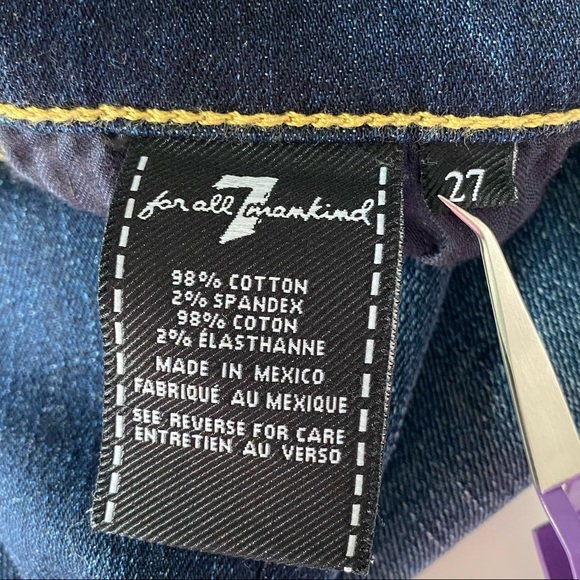 for all 7 mankind
27
98% COTTON
2% SPANDEX
98% COTON
2% ÉLASTHANNE
MADE IN MEXICO
FABRIQUÉ AU MEXIQUE
SEE REVERSE FOR CARE
ENTRETIEN AU VERSO